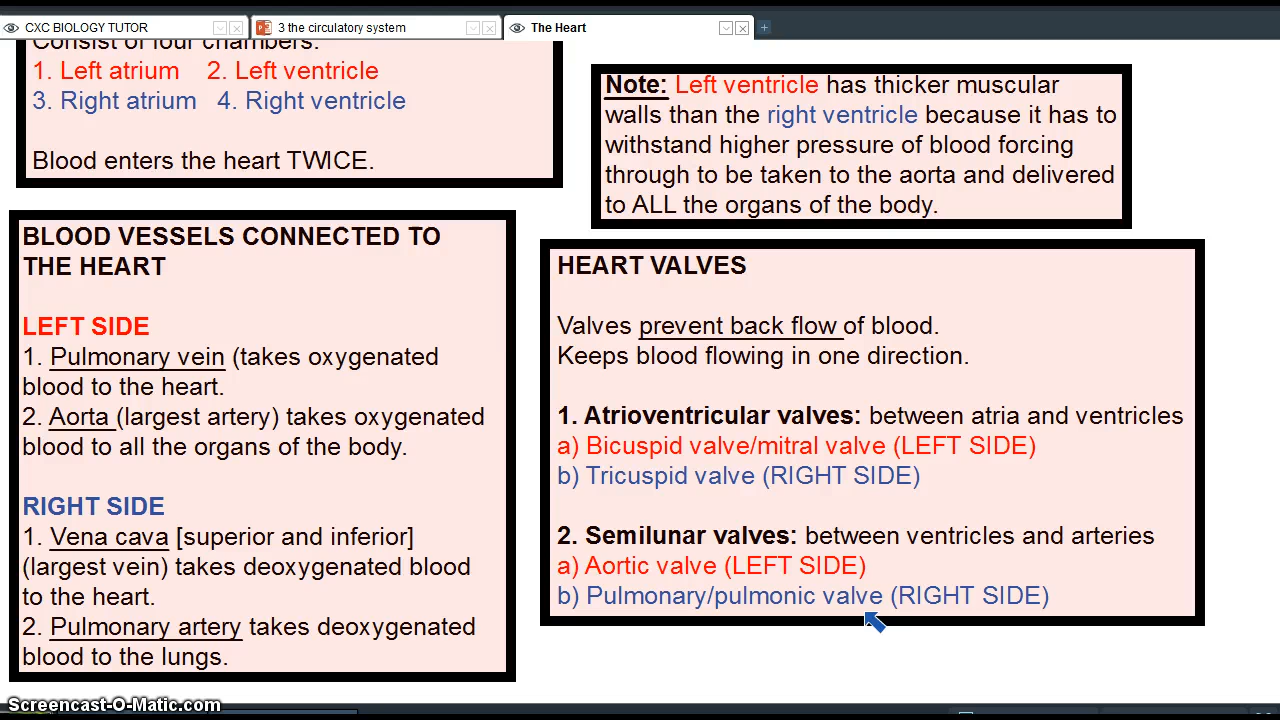 CXC BIOLOGY TUTOR
3 the circulatory system
The Heart
Consist of four chambers:
1. Left atrium 2. Left ventricle
3. Right atrium 4. Right ventricle
Blood enters the heart TWICE.
Note: Left ventricle has thicker muscular
walls than the right ventricle because it has to
withstand higher pressure of blood forcing
through to be taken to the aorta and delivered
to ALL the organs of the body.
BLOOD VESSELS CONNECTED TO
THE HEART
LEFT SIDE
1. Pulmonary vein (takes oxygenated
blood to the heart.
2. Aorta (largest artery) takes oxygenated
blood to all the organs of the body.
RIGHT SIDE
1. Vena cava [superior and inferior]
(largest vein) takes deoxygenated blood
to the heart.
2. Pulmonary artery takes deoxygenated
blood to the lungs.
HEART VALVES
Valves prevent back flow of blood.
Keeps blood flowing in one direction.
1. Atrioventricular valves: between atria and ventricles
a) Bicuspid valve/mitral valve (LEFT SIDE)
b) Tricuspid valve (RIGHT SIDE)
2. Semilunar valves: between ventricles and arteries
a) Aortic valve (LEFT SIDE)
b) Pulmonary/pulmonic valve (RIGHT SIDE)
Screencast-O-Matic.com